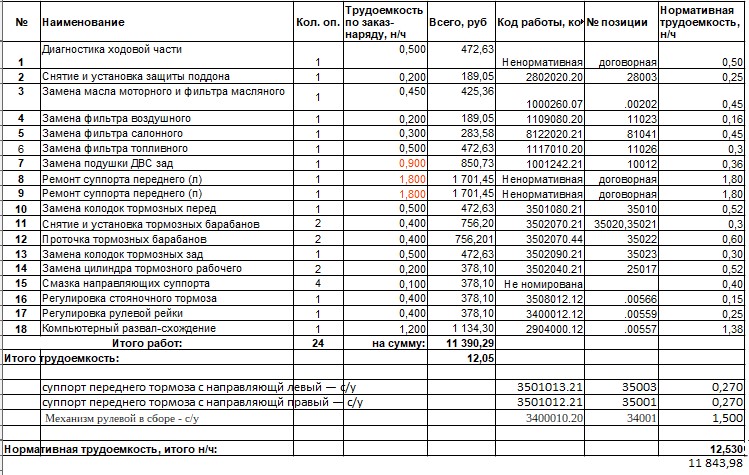 № Наименование Кол. оп. Трудоемкость по заказ-наряду, н/ч Всего, руб Код работы, ко № позиции Нормативная трудоемкость, н/ч
1 Диагностика ходовой части 1 0,500 472,63 Ненормативная договорная 0,50
2 Снятие и установка защиты поддона 1 0,200 189,05 2802020.20 28003 0,25
3 Замена масла моторного и фильтра масляного 1 0,450 425,36 1000260.07 .00202 0,45
4 Замена фильтра воздушного 1 0,200 189,05 1109080.20 11023 0,16
5 Замена фильтра салонного 1 0,300 283,58 8122020.21 81041 0,45
6 Замена фильтра топливного 1 0,500 472,63 1117010.20 11026 0,3
7 Замена подушки ДВС зад 1 0,900 850,73 1001242.21 10012 0,36
8 Ремонт суппорта переднего (л) 1 1,800 1 701,45 Ненормативная договорная 1,80
9 Ремонт суппорта переднего (п) 1 1,800 1 701,45 Ненормативная договорная 1,80
10 Замена колодок тормозных перед 1 0,500 472,63 3501080.21 35010 0,52
11 Снятие и установка тормозных барабанов 2 0,400 756,20 3502070.21 35020,35021 0,3
12 Проточка тормозных барабанов 2 0,400 756,201 3502070.44 35022 0,60
13 Замена колодок тормозных зад 1 0,500 472,63 3502090.21 35023 0,30
14 Замена цилиндра тормозного рабочего 2 0,200 378,10 3502040.21 25017 0,52
15 Смазка направляющих суппорта 4 0,100 378,10 Не номирована 0,40
16 Регулировка стояночного тормоза 1 0,400 378,10 3508012.12 .00566 0,15
17 Регулировка рулевой рейки 1 0,400 378,10 3400012.12 .00559 0,25
18 Компьютерный развал-схождение 1 1,200 1 134,30 2904000.12 .00557 1,38
Итого работ: 24 на сумму: 11 390,29
Итого трудоемкость: 12,05
суппорт переднего тормоза с направляющй левый — с/у 3501013.21 35003 0,270
суппорт переднего тормоза с направляющй правый — с/у 3501012.21 35001 0,270
Механизм рулевой в сборе - с/у 3400010.20 34001 1,500
Нормативная трудоемкость, итого н/ч: 12,530
11 843,98